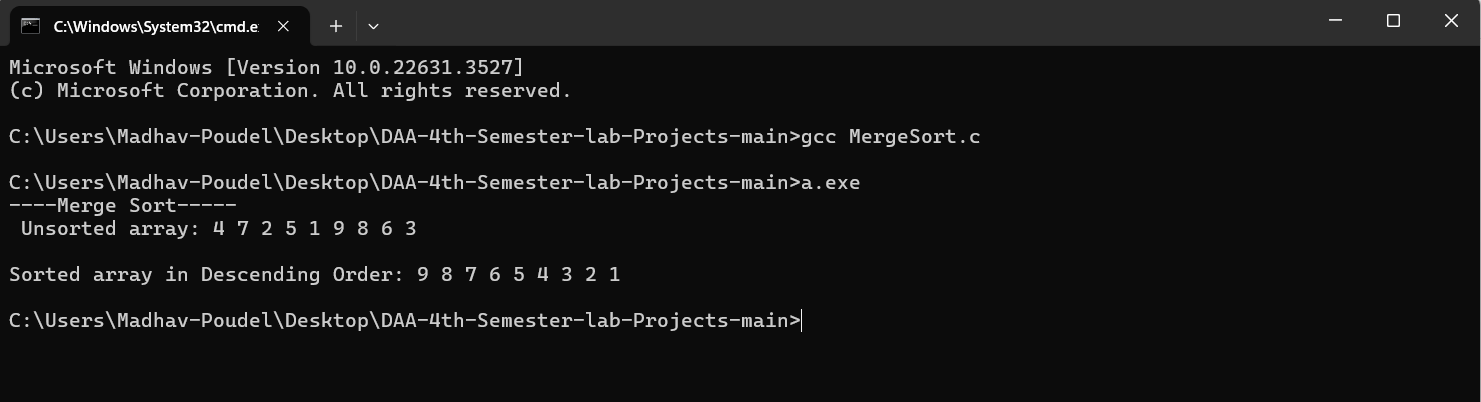 C:\Windows\System32\cmd.e
Microsoft Windows [Version 10.0.22631.3527]
(c) Microsoft Corporation. All rights reserved.
C:\Users\Madhav-Poudel\Desktop\DAA-4th-Semester-lab-Projects-main>gcc MergeSort.c
C:\Users\Madhav-Poudel\Desktop\DAA-4th-Semester-lab-Projects-main>a.exe
----Merge Sort-----
Unsorted array: 4 7 2 5 1 9 8 6 3
Sorted array in Descending Order: 9 8 7 6 5 4 3 2 1
C:\Users\Madhav-Poudel\Desktop\DAA-4th-Semester-lab-Projects-main>